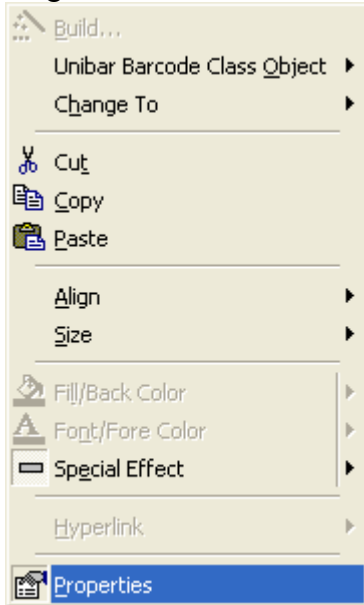 Build...
Unibar Barcode Class Object
Change To
Cut
Copy
Paste
Align
Size
Fill/Back Color
Font/Fore Color
Special Effect
Hyperlink
Properties